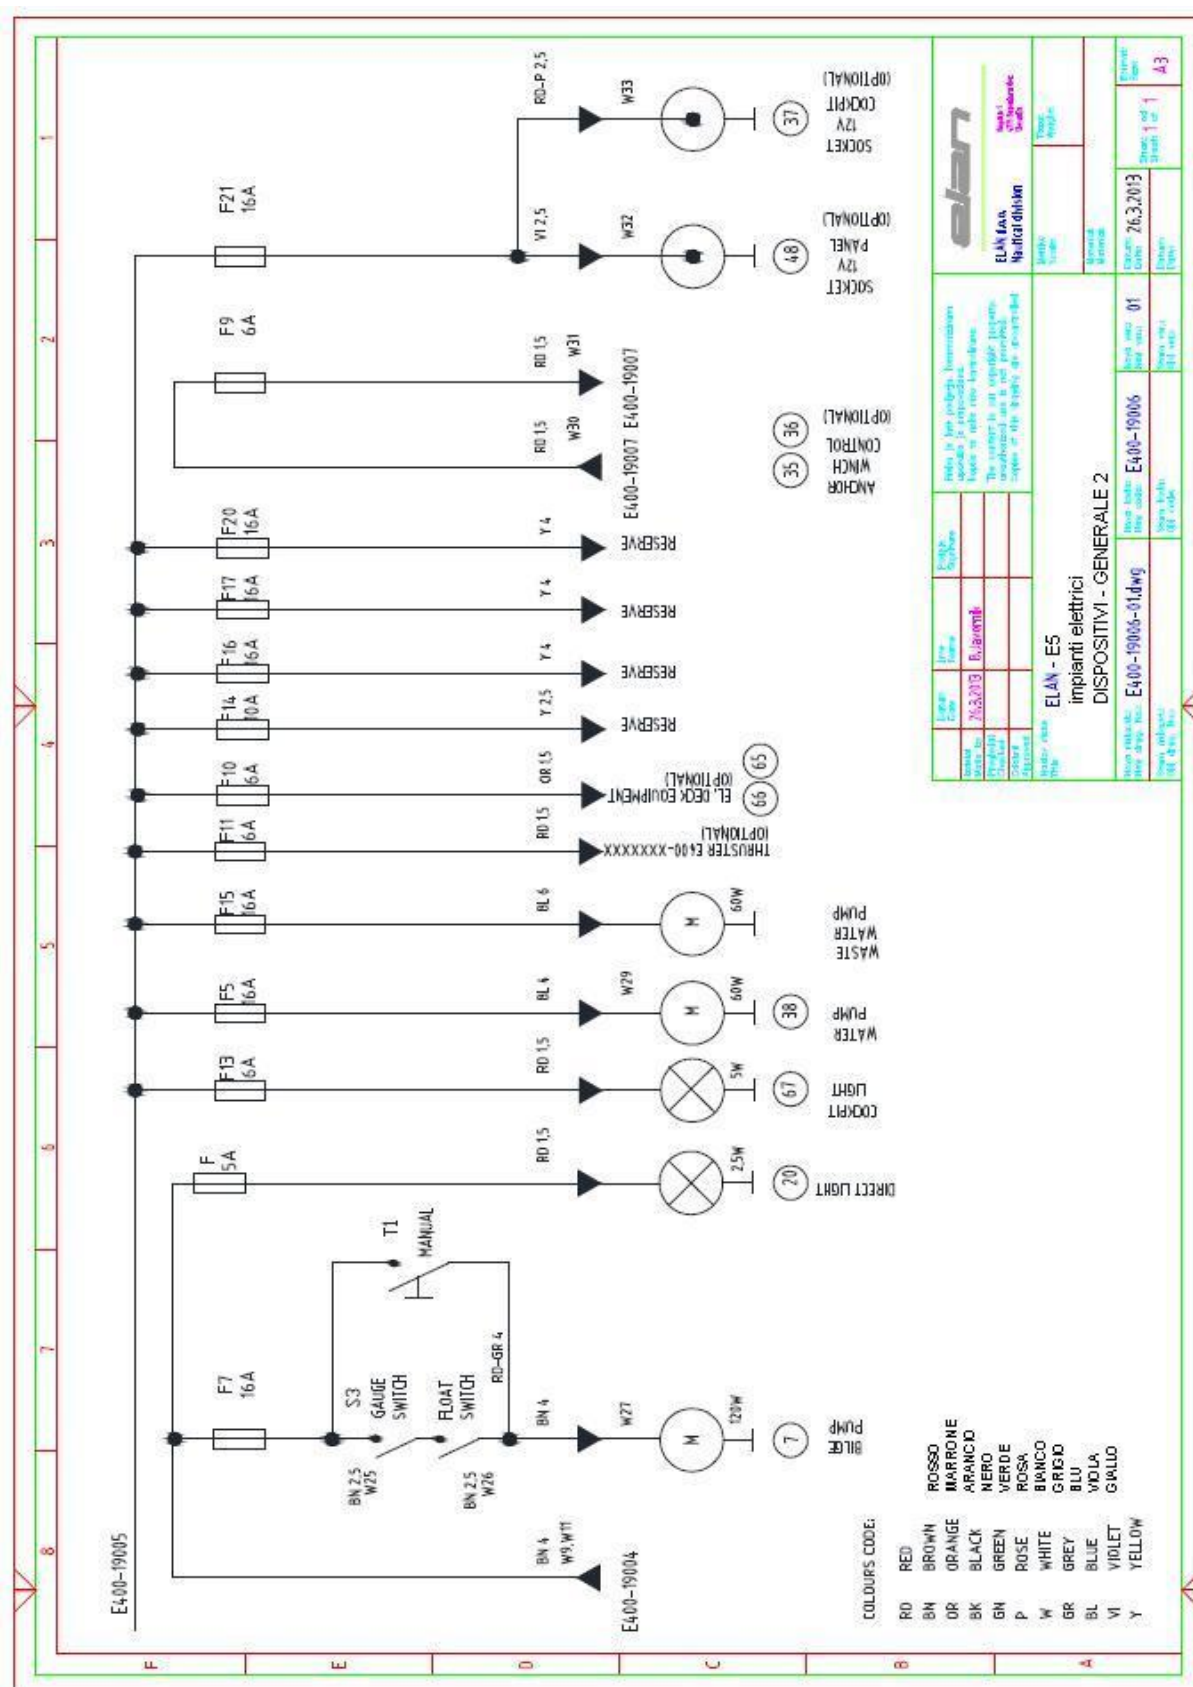 E400-19005
F7
16A
F
5A
F13
6A
F5
16A
F15
16A
F11
6A
F10
6A
F14
10A
F16
16A
F17
16A
F20
16A
F9
6A
F21
16A
S3
GAUGE
SWITCH
FLOAT
SWITCH
T1
MANUAL
BN 2,5
W25
BN 2,5
W26
RD-GR 4
BN 4
W9,W11
E400-19004
BN 4
W27
M
120W
7
BILGE
PUMP
RD 1,5
2,5W
20
DIRECT LIGHT
RD 1,5
5W
67
COCKPIT
LIGHT
BL 4
W29
M
60W
38
WATER
PUMP
BL 6
M
60W
WASTE
WATER
PUMP
RD 1,5
THRUSTER E400-XXXXXXX
(OPTIONAL)
OR 1,5
EL. DECK EQUIPMENT
(OPTIONAL)
66
65
Y 2,5
RESERVE
Y 4
RESERVE
Y 4
RESERVE
Y 4
RESERVE
RD 1,5
W30
E400-19007
RD 1,5
W31
E400-19007
35
36
ANCHOR
WINCH
CONTROL
(OPTIONAL)
VI 2,5
W32
48
SOCKET
12V
PANEL
(OPTIONAL)
RD-P 2,5
W33
37
SOCKET
12V
COCKPIT
(OPTIONAL)
COLOURS CODE:
RD RED ROSSO
BN BROWN MARRONE
OR ORANGE ARANCIO
BK BLACK NERO
GN GREEN VERDE
P ROSE ROSA
W WHITE BIANCO
GR GREY GRIGIO
BL BLUE BLU
VI VIOLET VIOLA
Y YELLOW GIALLO
elan
ELAN d.o.o.
Nautical division
26.3.2013
B.Javornik
ELAN - E5
impianti elettrici
DISPOSITIVI - GENERALE 2
E400-19006-01.dwg
E400-19006
01
26.3.2013
1
1
A3
8
7
6
5
4
3
2
1
F
E
D
C
B
A